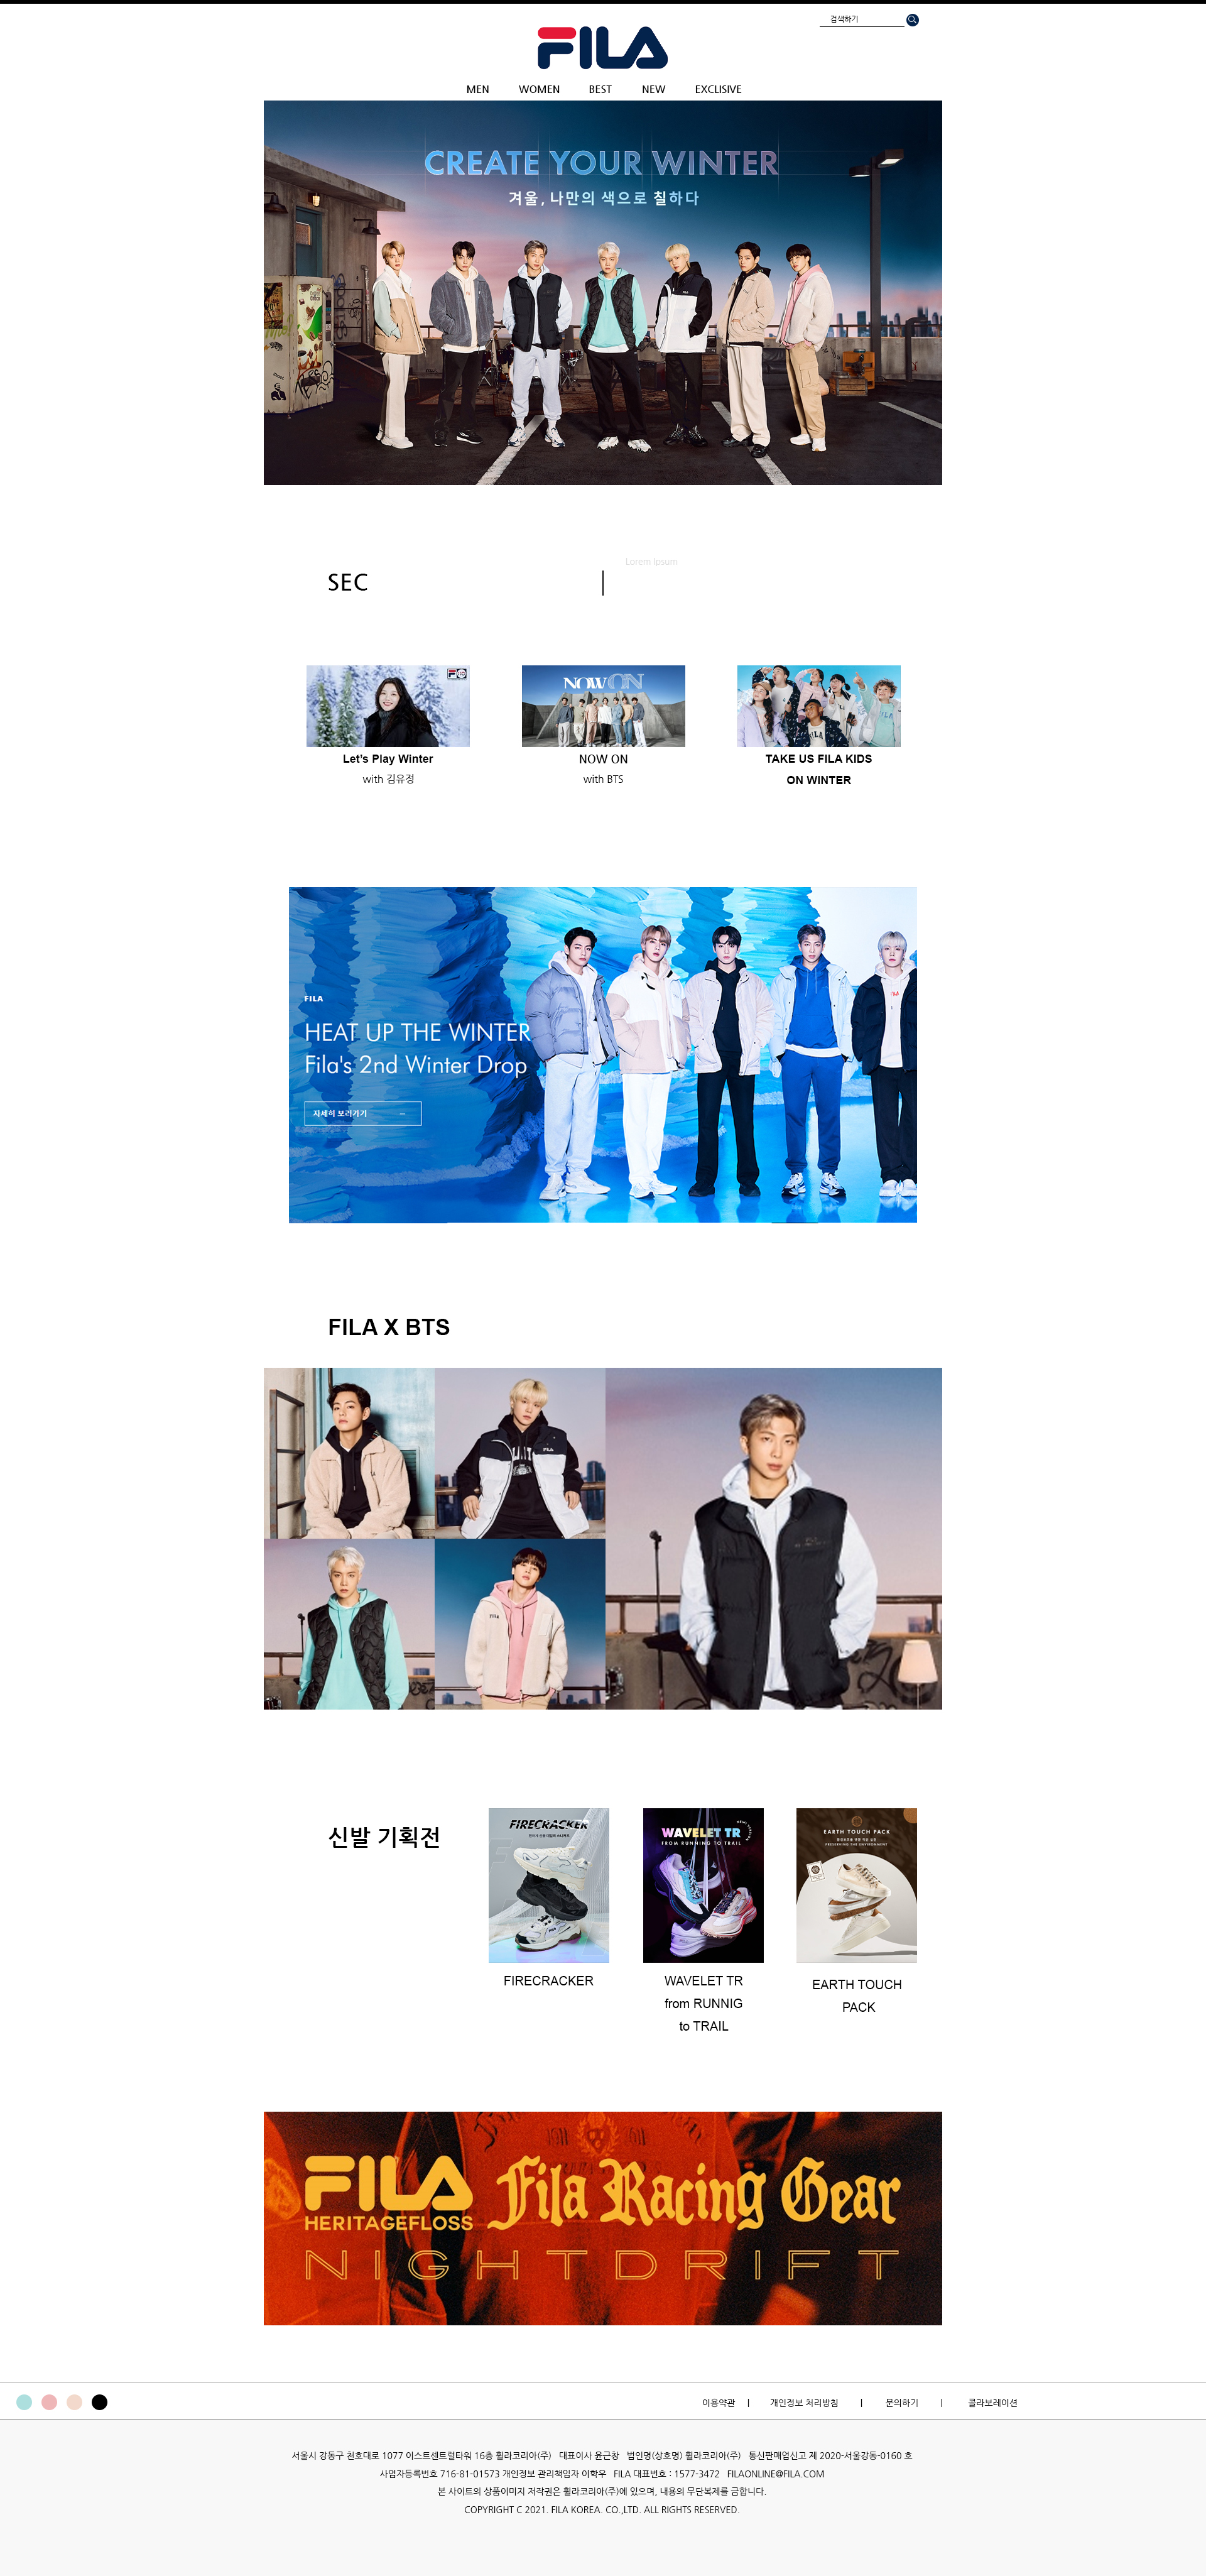 검색하기
FILA
MEN WOMEN BEST NEW EXCLISIVE
CREATE YOUR WINTER
겨울, 나만의 색으로 칠하다
Lorem Ipsum
SEC
NOW ON
Let's Play Winter
with 김유정
NOW ON
with BTS
TAKE US FILA KIDS
ON WINTER
FILA
HEAT UP THE WINTER
Fila's 2nd Winter Drop
자세히 보러가기
FILA X BTS
신발 기획전
FIRECRACKER
WAVELET TR
FROM RUNNING TO TRAIL
EARTH TOUCH PACK
FIRECRACKER
WAVELET TR
from RUNNIG
to TRAIL
EARTH TOUCH
PACK
FILA
HERITAGEFLOSS
Fila Racing Gear
NIGHTDRIFT
이용약관 | 개인정보 처리방침 | 문의하기 | 콜라보레이션
서울시 강동구 천호대로 1077 이스트센트럴타워 16층 휠라코리아(주) 대표이사 윤근창 법인명(상호명) 휠라코리아(주) 통신판매업신고 제 2020-서울강동-0160 호
사업자등록번호 716-81-01573 개인정보 관리책임자 이학우 FILA 대표번호 : 1577-3472 FILAONLINE@FILA.COM
본 사이트의 상품이미지 저작권은 휠라코리아(주)에 있으며, 내용의 무단복제를 금합니다.
COPYRIGHT C 2021. FILA KOREA. CO.,LTD. ALL RIGHTS RESERVED.